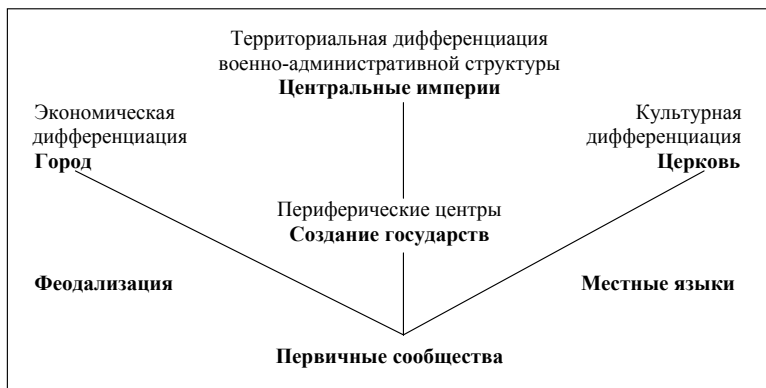 Территориальная дифференциация
военно-административной структуры
Центральные империи
Экономическая
дифференциация
Город
Культурная
дифференциация
Церковь
Периферические центры
Создание государств
Феодализация
Местные языки
Первичные сообщества